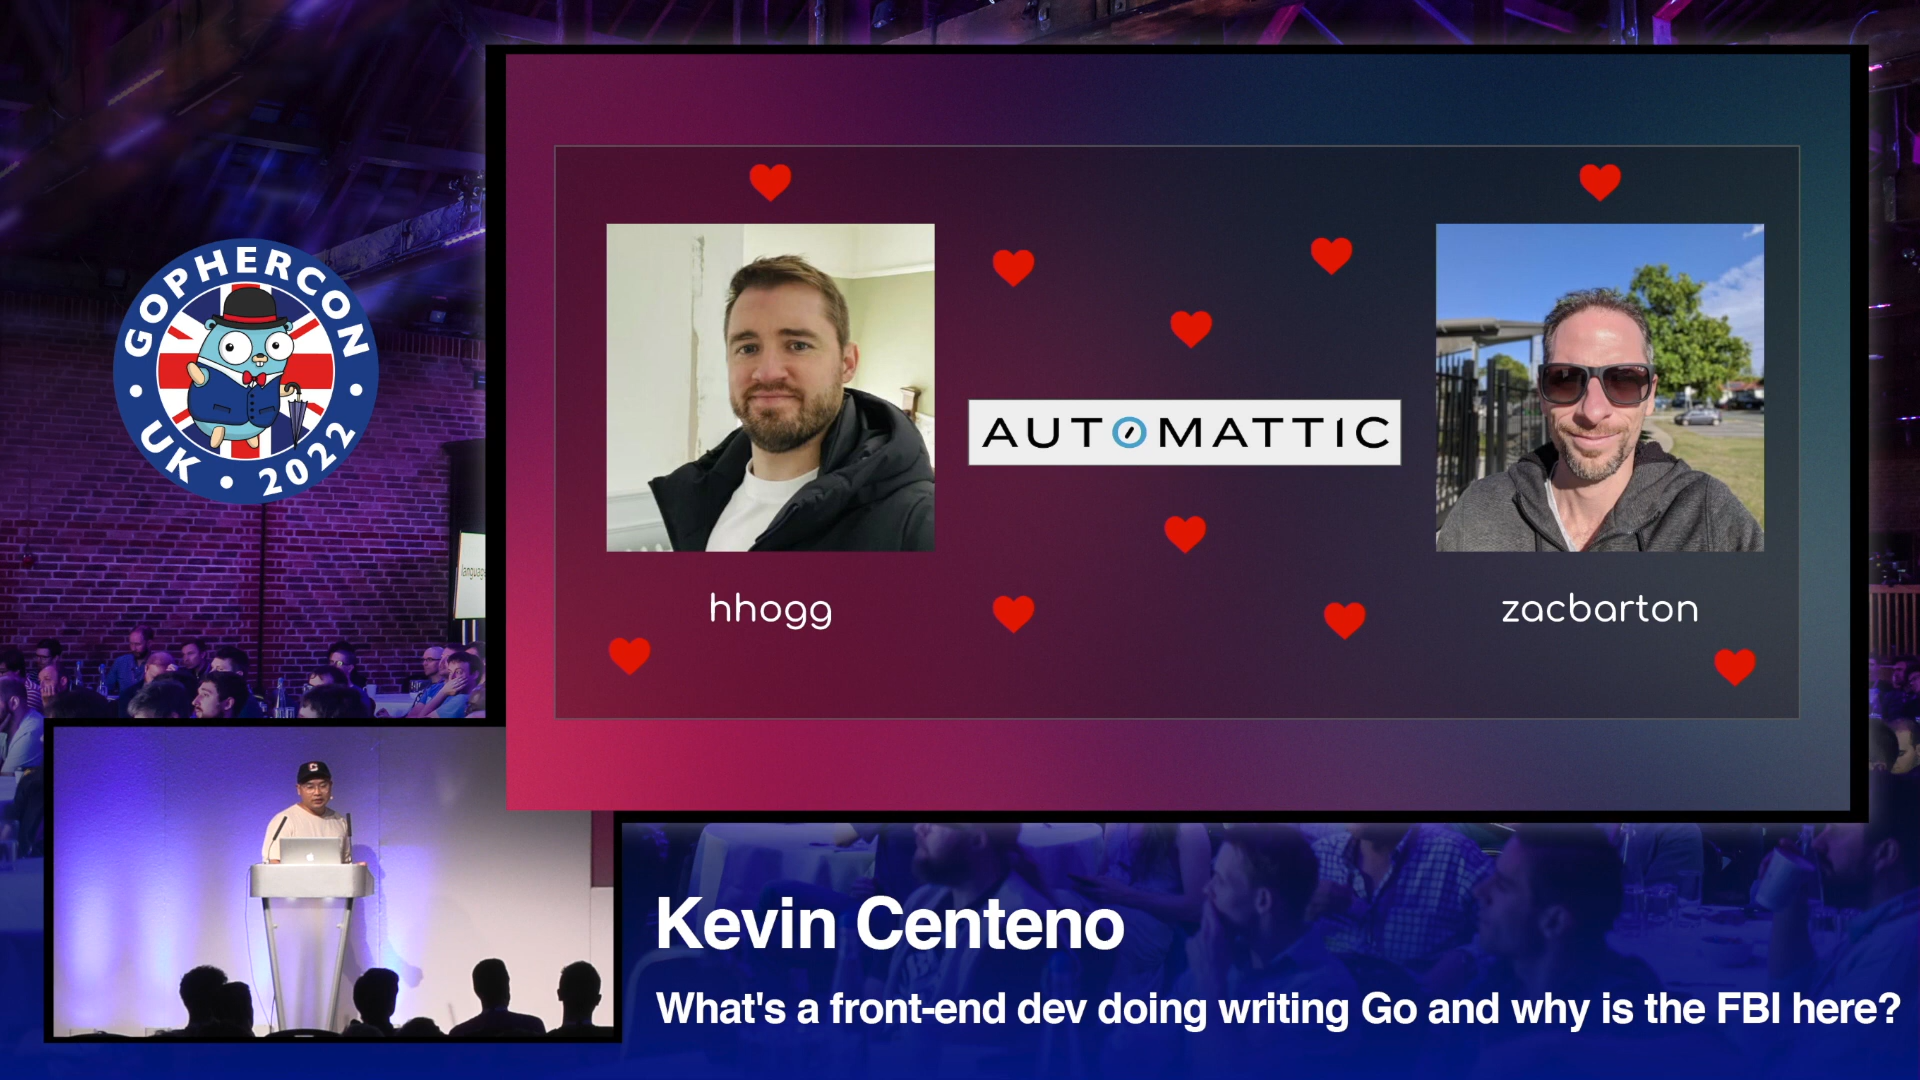 GOPHERCON
UK • 2022
language
hhogg
AUTOMATTIC
zacbarton
Kevin Centeno
What's a front-end dev doing writing Go and why is the FBI here?